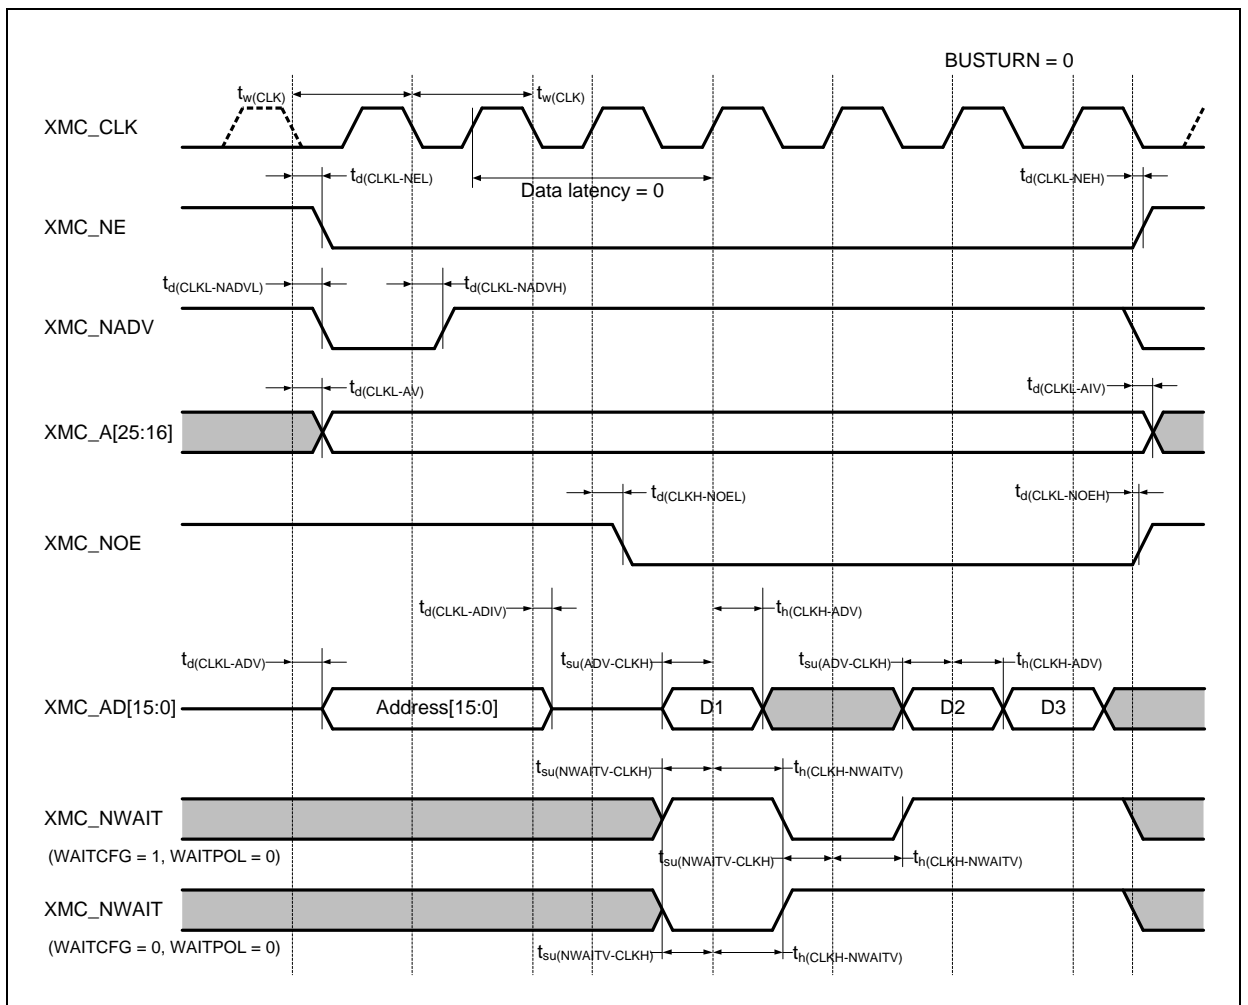 BUSTURN = 0
tw(CLK) tw(CLK)
XMC_CLK
td(CLKL-NEL) td(CLKL-NEH)
Data latency = 0
XMC_NE
td(CLKL-NADVL) td(CLKL-NADVH)
XMC_NADV
td(CLKL-AV) td(CLKL-AIV)
XMC_A[25:16]
td(CLKH-NOEL) td(CLKL-NOEH)
XMC_NOE
td(CLKL-ADIV) th(CLKH-ADV)
td(CLKL-ADV) tsu(ADV-CLKH) tsu(ADV-CLKH) th(CLKH-ADV)
XMC_AD[15:0] Address[15:0] D1 D2 D3
tsu(NWAITV-CLKH) th(CLKH-NWAITV)
XMC_NWAIT
(WAITCFG = 1, WAITPOL = 0) tsu(NWAITV-CLKH) th(CLKH-NWAITV)
XMC_NWAIT
(WAITCFG = 0, WAITPOL = 0) tsu(NWAITV-CLKH) th(CLKH-NWAITV)